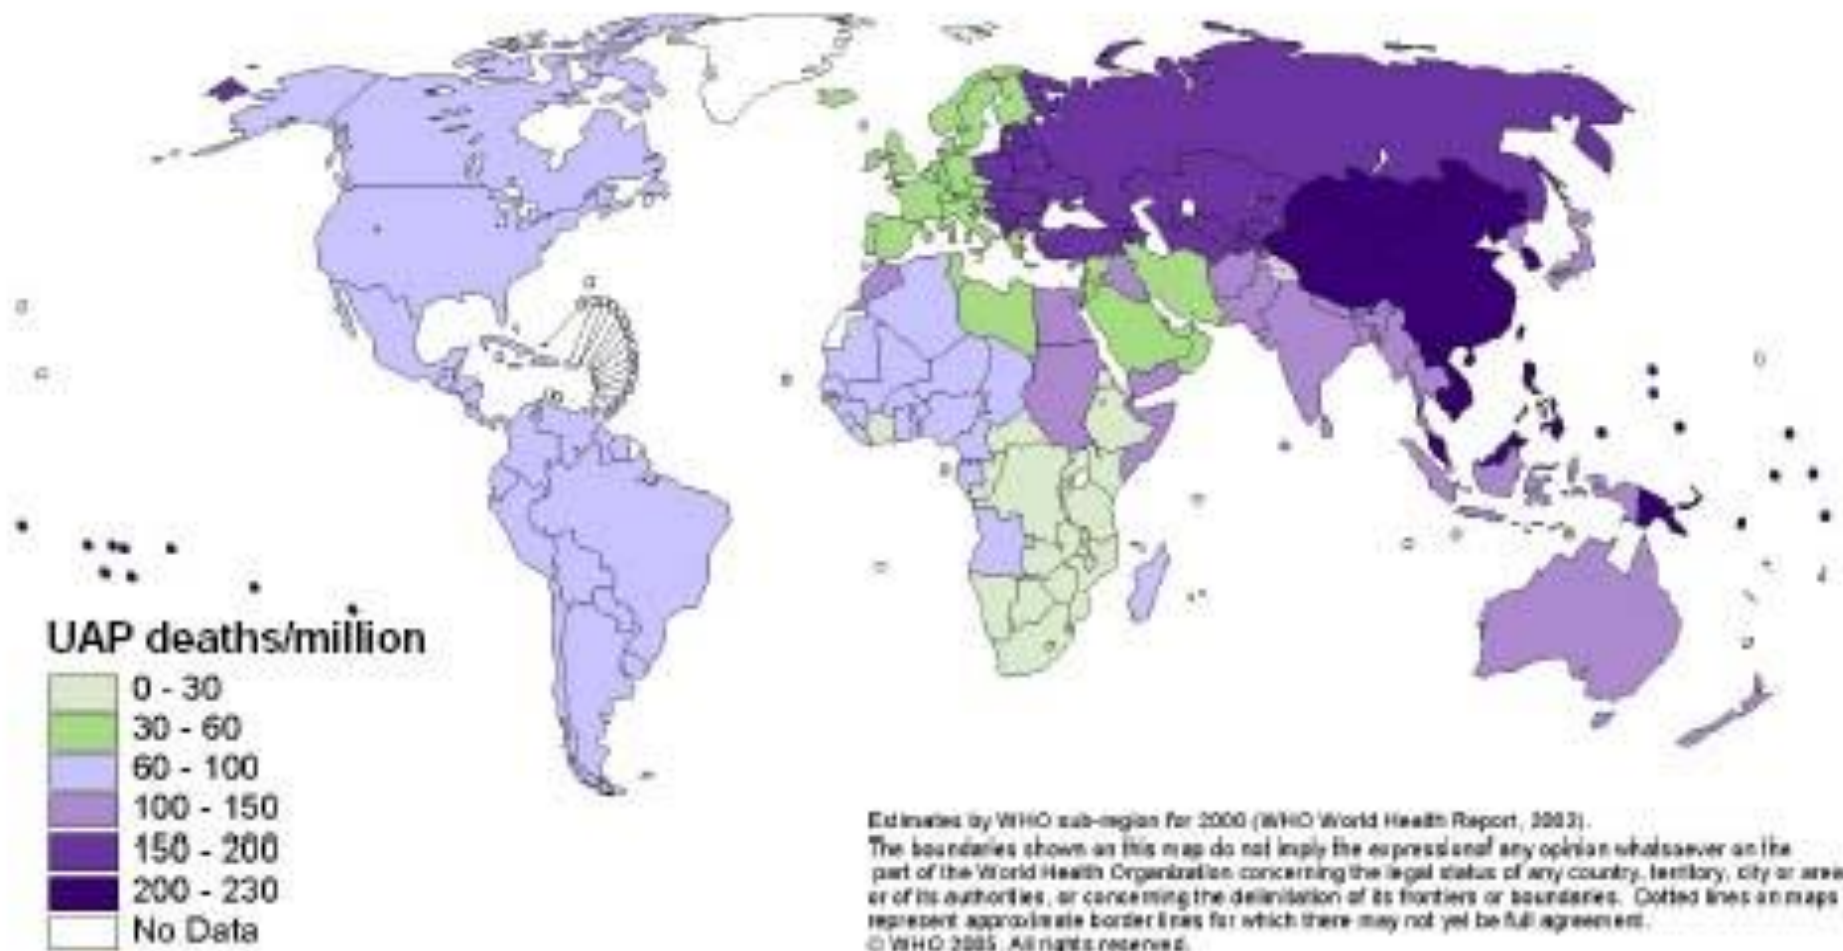 UAP deaths/million
0 - 30
30 - 60
60 - 100
100 - 150
150 - 200
200 - 230
No Data
Estimates by WHO sub-region for 2000 (WHO World Health Report, 2002).
The boundaries shown on this map do not imply the expression of any opinion whatsoever on the
part of the World Health Organization concerning the legal status of any country, territory, city or area
or of its authorities, or concerning the delimitation of its frontiers or boundaries. Dotted lines on maps
represent approximate border lines for which there may not yet be full agreement.
© WHO 2005. All rights reserved.